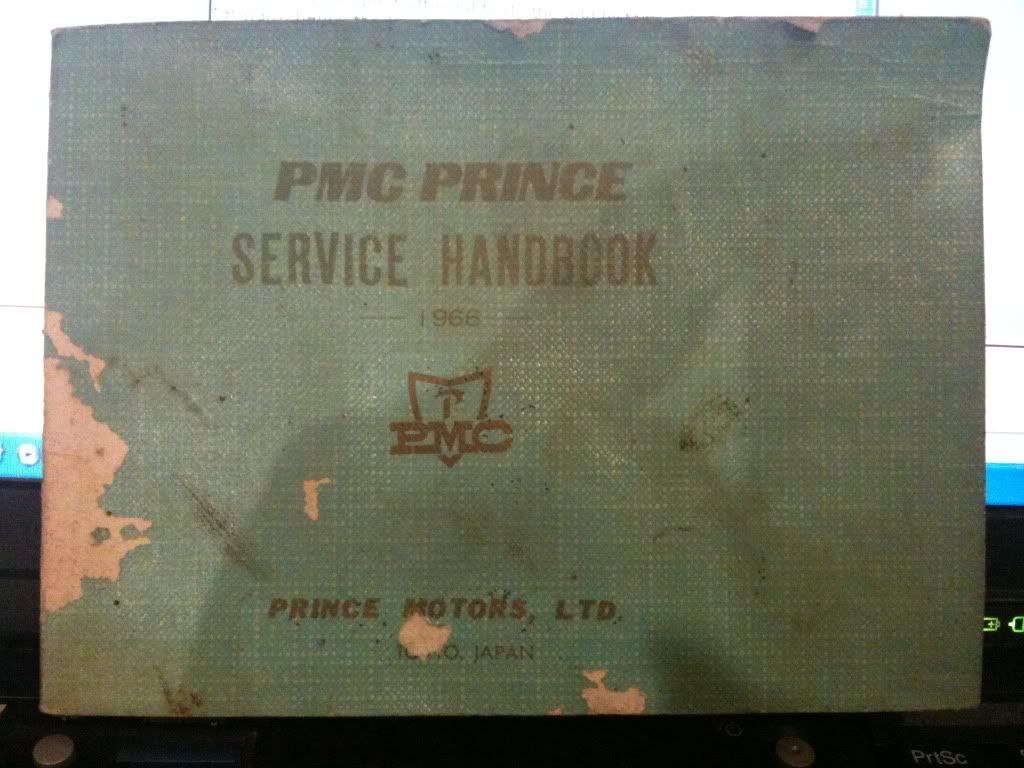 PMC PRINCE
SERVICE HANDBOOK
— 1966 —
P
PMC
PRINCE MOTORS, LTD.
JAPAN
PrtSc